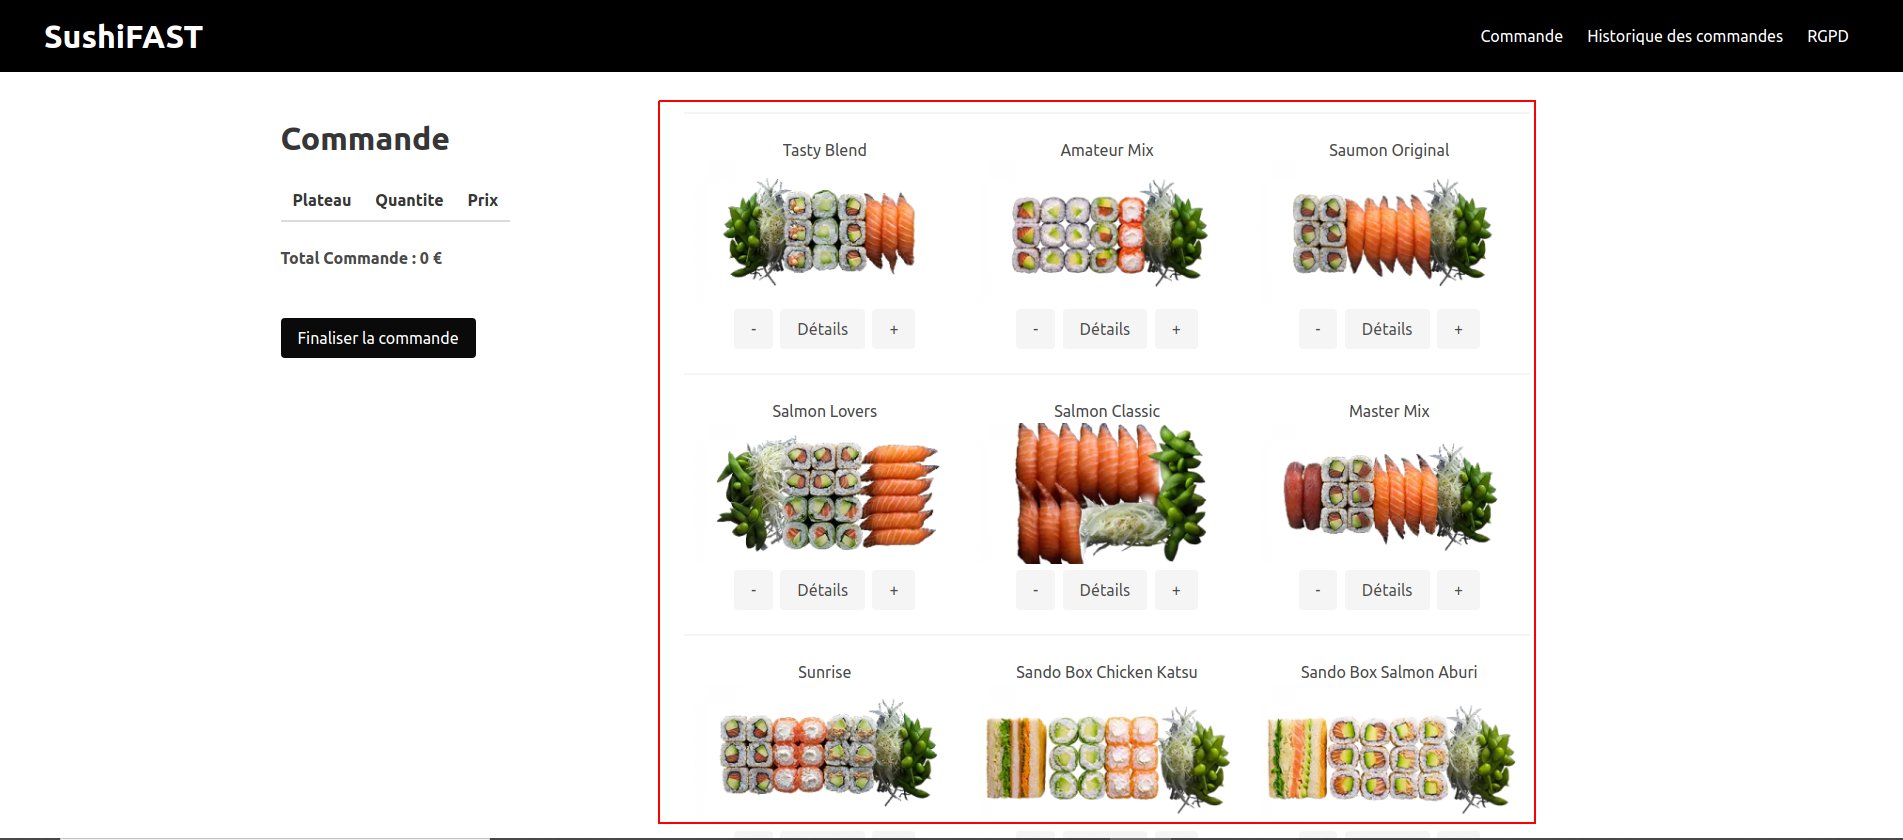 SushiFAST
Commande Historique des commandes RGPD
Commande
Plateau Quantite Prix
Total Commande : 0 €
Finaliser la commande
Tasty Blend Amateur Mix Saumon Original
- Détails + - Détails + - Détails +
Salmon Lovers Salmon Classic Master Mix
- Détails + - Détails + - Détails +
Sunrise Sando Box Chicken Katsu Sando Box Salmon Aburi